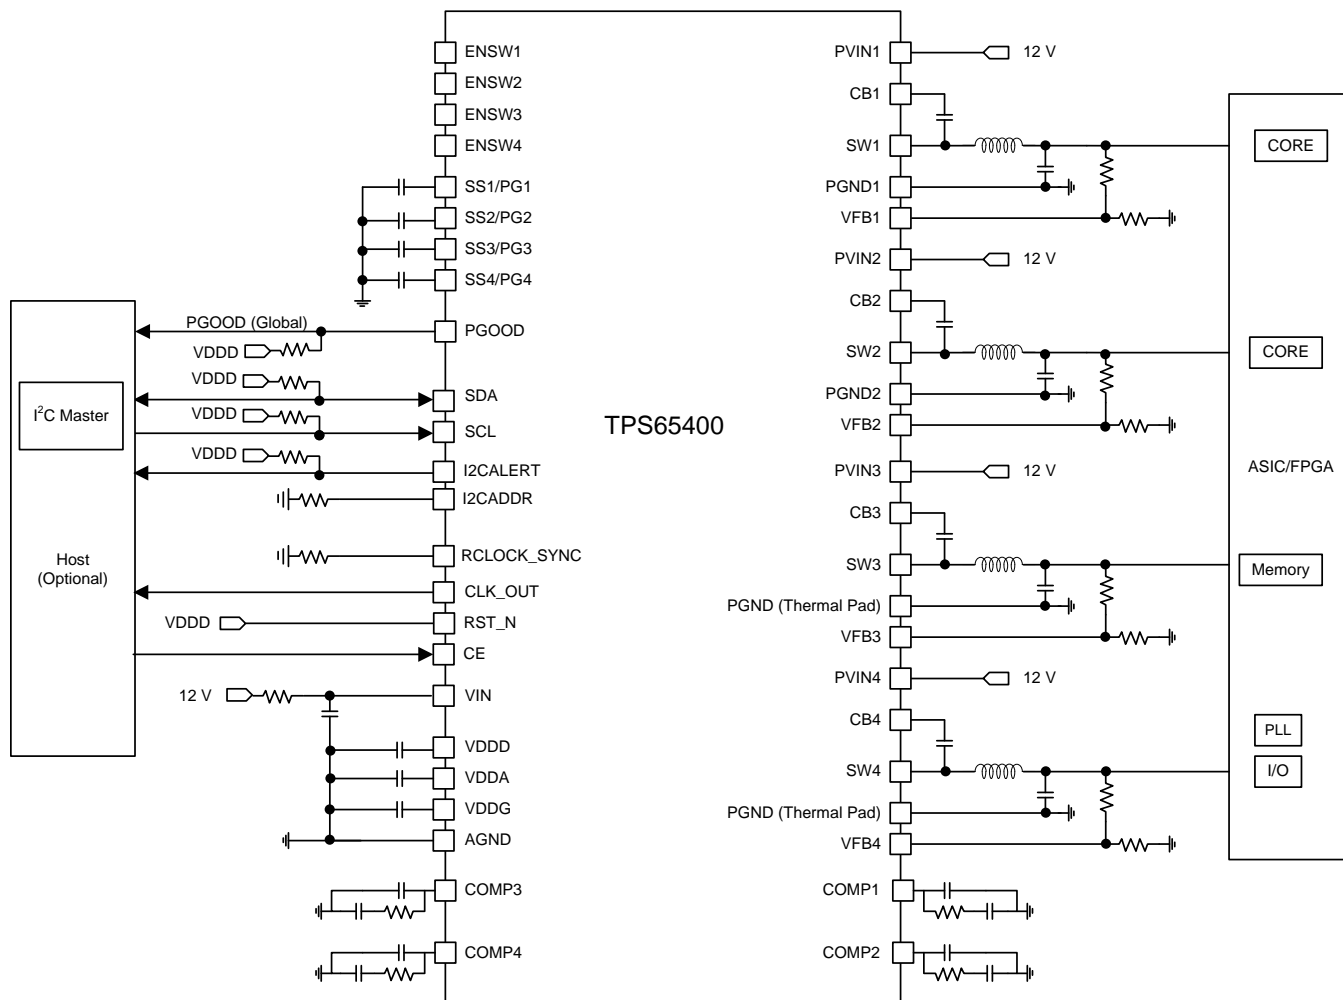 ENSW1
ENSW2
ENSW3
ENSW4
SS1/PG1
SS2/PG2
SS3/PG3
SS4/PG4
PGOOD (Global)
PGOOD
VDDD
VDDD
SDA
VDDD
SCL
VDDD
I2CALERT
I2CADDR
RCLOCK_SYNC
CLK_OUT
VDDD
RST_N
CE
12 V
VIN
VDDD
VDDA
VDDG
AGND
COMP3
COMP4
I²C Master
Host
(Optional)
TPS65400
PVIN1
12 V
CB1
SW1
PGND1
VFB1
PVIN2
12 V
CB2
SW2
PGND2
VFB2
PVIN3
12 V
CB3
SW3
PGND (Thermal Pad)
VFB3
PVIN4
12 V
CB4
SW4
PGND (Thermal Pad)
VFB4
COMP1
COMP2
CORE
CORE
ASIC/FPGA
Memory
PLL
I/O